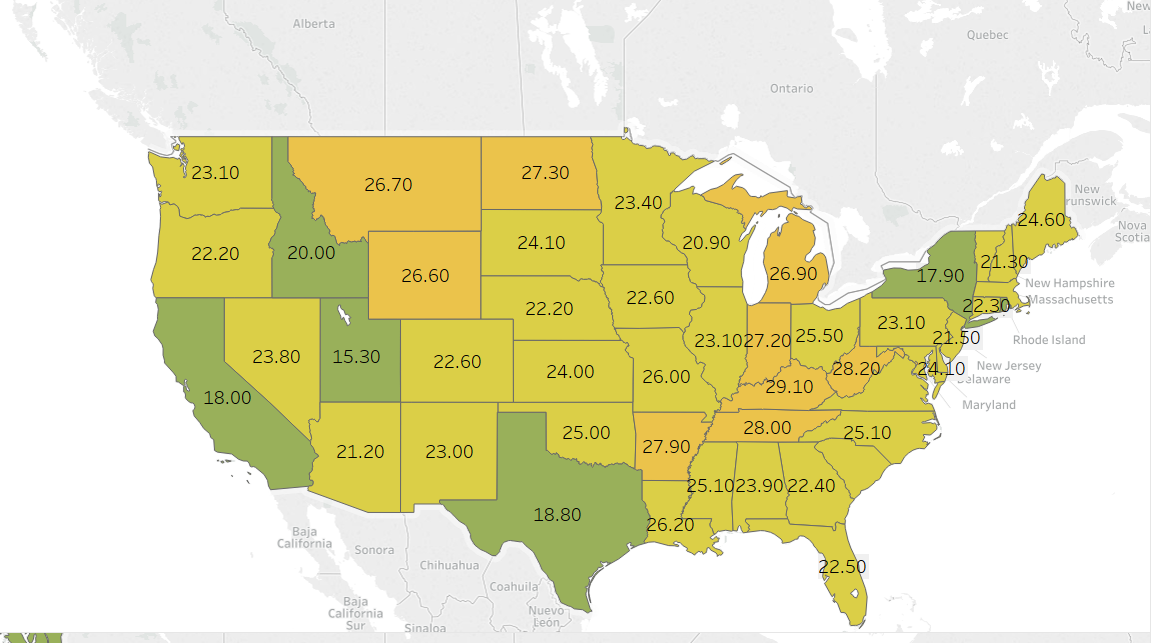 New
Alberta
Quebec
L
Ontario
23.10
26.70
27.30
23.40
New
runswick
24.60
Nova
Scotia
22.20
20.00
24.10
20.90
26.60
26.90
17.90
21.30
New Hampshire
Massachusetts
22.20
22.60
22.30
23.80
15.30
22.60
24.00
26.00
23.10
27.20
25.50
23.10
21.50
Rhode Island
28.20
24.10
New Jersey
Delaware
18.00
29.10
Maryland
21.20
23.00
25.00
27.90
28.00
25.10
18.80
25.10
23.90
22.40
26.20
22.50
Baja
California
Sonora
Chihuahua
Coahuila
Baja
California
Sur
Sinaloa
Nuevo
León